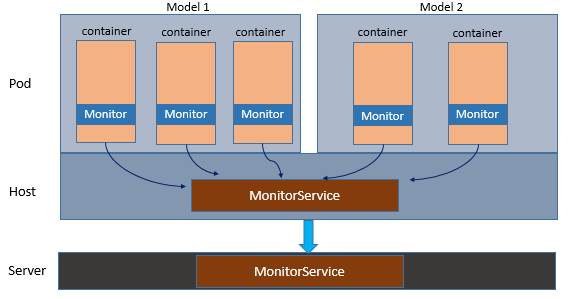 Model 1
Model 2
container
container
container
container
container
Pod
Monitor
Monitor
Monitor
Monitor
Monitor
Host
MonitorService
Server
MonitorService